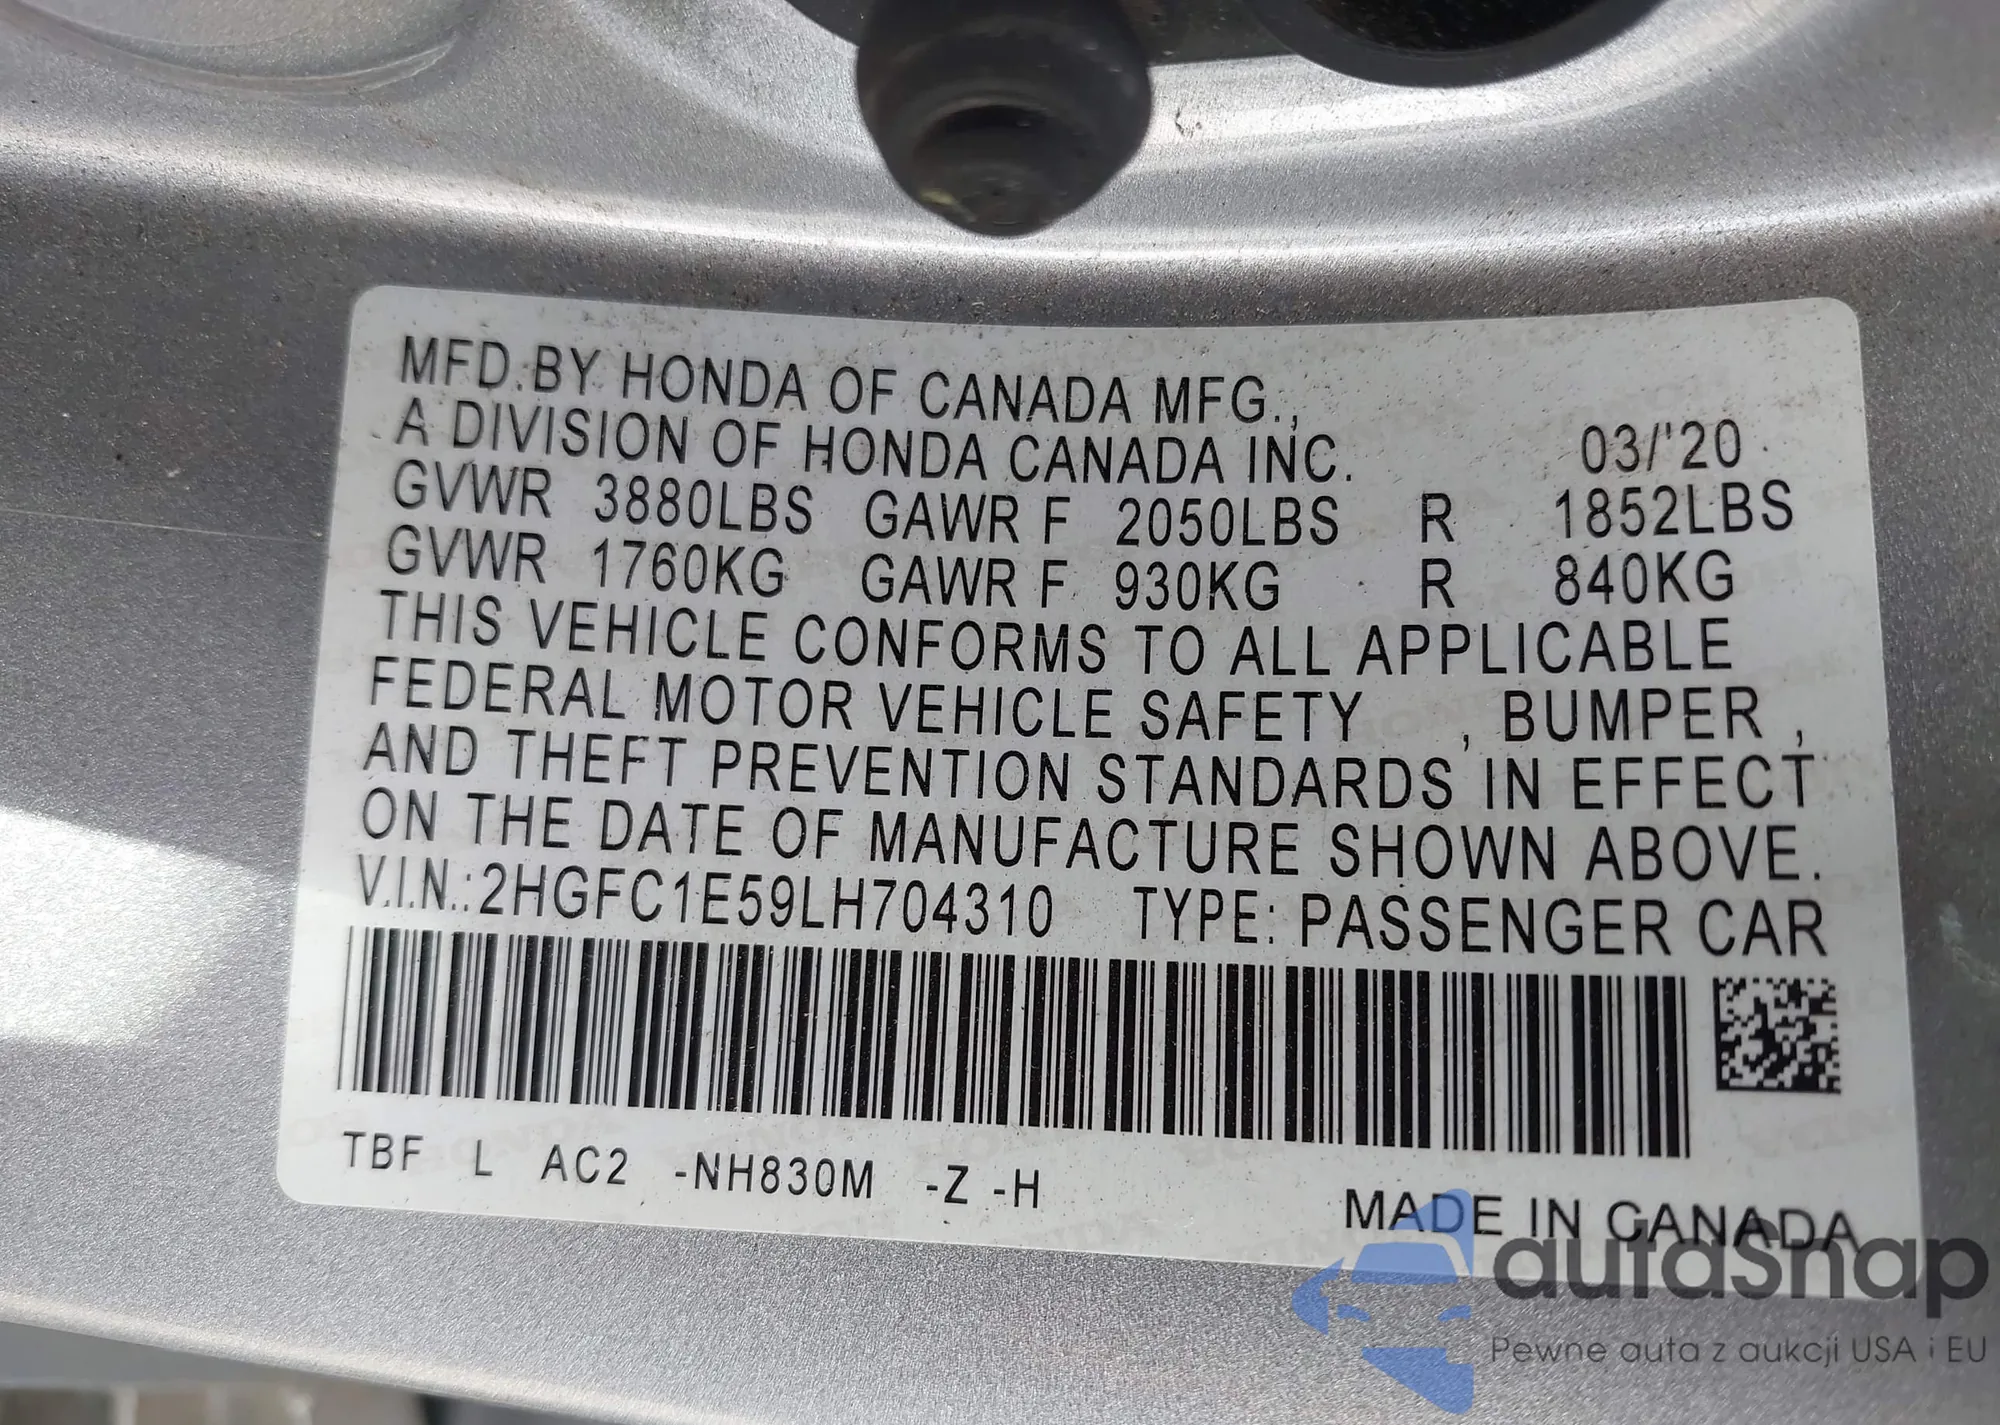 MFD.BY HONDA OF CANADA MFG.,
A DIVISION OF HONDA CANADA INC. 03/'20
GVWR 3880LBS GAWR F 2050LBS R 1852LBS
GVWR 1760KG GAWR F 930KG R 840KG
THIS VEHICLE CONFORMS TO ALL APPLICABLE
FEDERAL MOTOR VEHICLE SAFETY , BUMPER ,
AND THEFT PREVENTION STANDARDS IN EFFECT
ON THE DATE OF MANUFACTURE SHOWN ABOVE.
V.I.N.:2HGFC1E59LH704310 TYPE: PASSENGER CAR
TBF L AC2 -NH830M -Z -H
MADE IN CANADA
autaSnap
Pewne auta z aukcji USA i EU